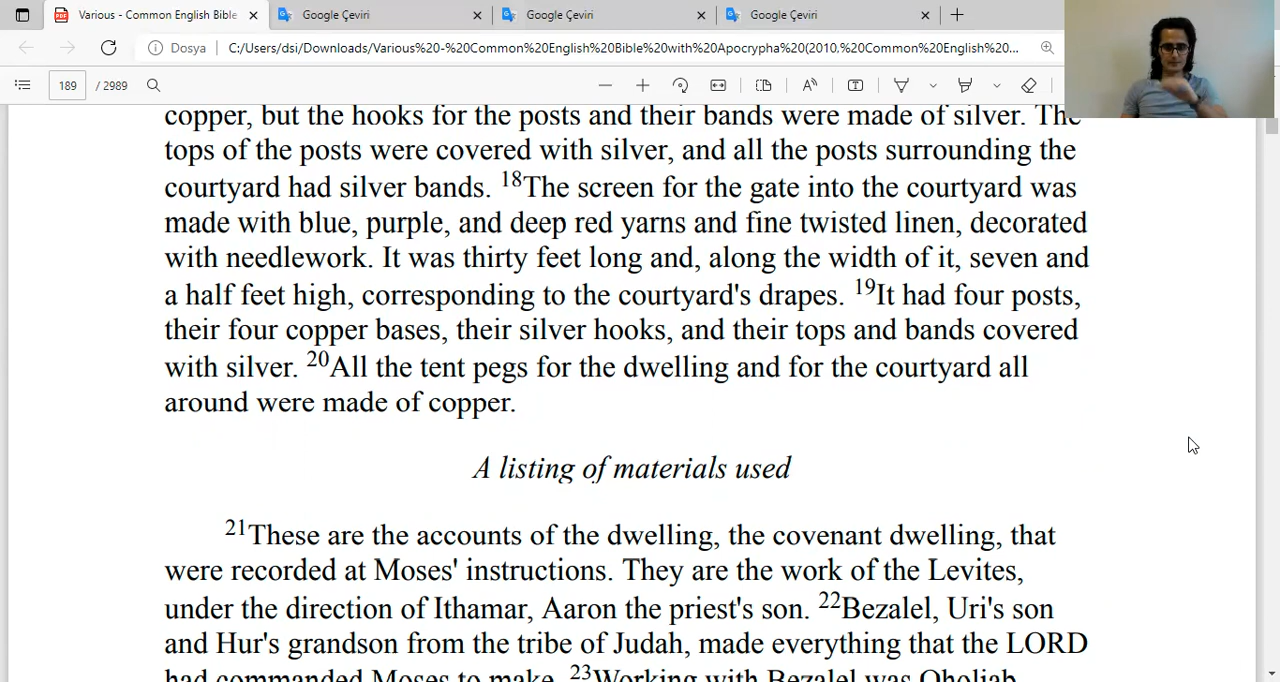 Various - Common English Bible
Google Çeviri
Google Çeviri
Google Çeviri
Dosya
C:/Users/dsi/Downloads/Various%20-%20Common%20English%20Bible%20with%20Apocrypha%20(2010,%20Common%20English%20...
189 / 2989
copper, but the hooks for the posts and their bands were made of silver. The
tops of the posts were covered with silver, and all the posts surrounding the
courtyard had silver bands. 18The screen for the gate into the courtyard was
made with blue, purple, and deep red yarns and fine twisted linen, decorated
with needlework. It was thirty feet long and, along the width of it, seven and
a half feet high, corresponding to the courtyard's drapes. 19It had four posts,
their four copper bases, their silver hooks, and their tops and bands covered
with silver. 20All the tent pegs for the dwelling and for the courtyard all
around were made of copper.
A listing of materials used
21These are the accounts of the dwelling, the covenant dwelling, that
were recorded at Moses' instructions. They are the work of the Levites,
under the direction of Ithamar, Aaron the priest's son. 22Bezalel, Uri's son
and Hur's grandson from the tribe of Judah, made everything that the LORD
had commanded Moses to make. 23Working with Bezalel was Oholiab,